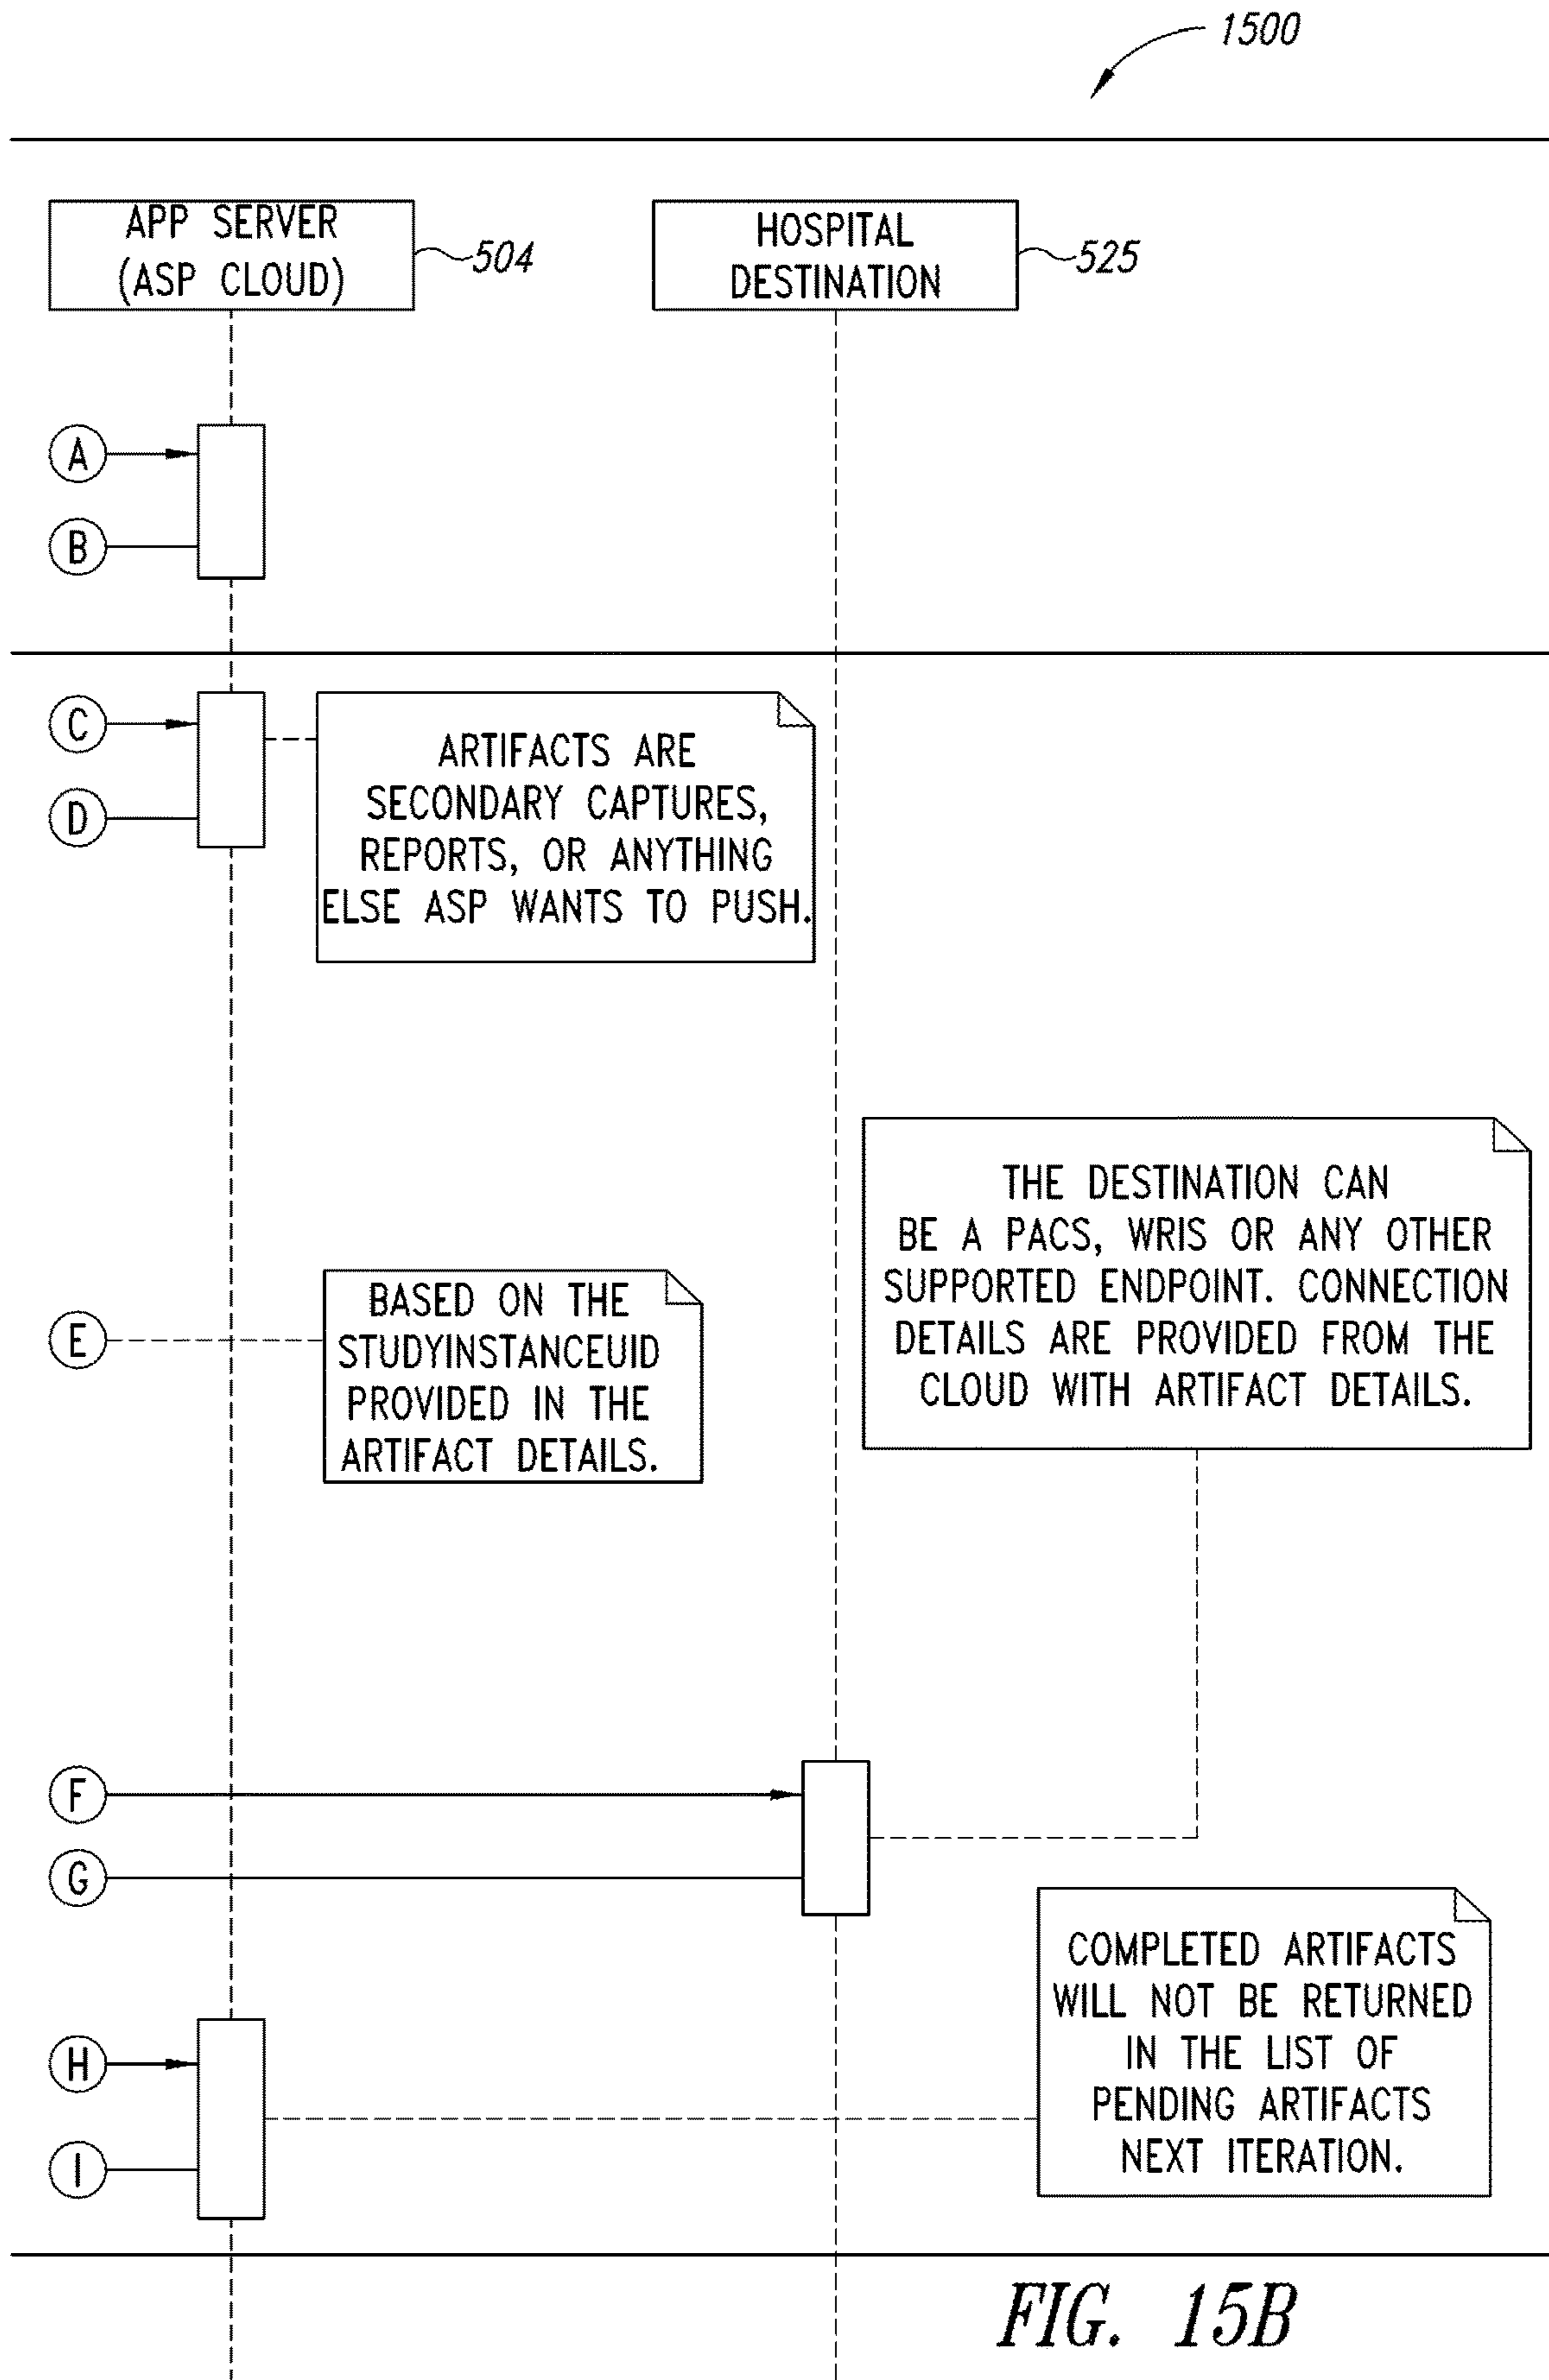 1500
APP SERVER
(ASP CLOUD)
504
HOSPITAL
DESTINATION
525
A
B
C
D
ARTIFACTS ARE
SECONDARY CAPTURES,
REPORTS, OR ANYTHING
ELSE ASP WANTS TO PUSH.
THE DESTINATION CAN
BE A PACS, WRIS OR ANY OTHER
SUPPORTED ENDPOINT. CONNECTION
DETAILS ARE PROVIDED FROM THE
CLOUD WITH ARTIFACT DETAILS.
E
BASED ON THE
STUDYINSTANCEUID
PROVIDED IN THE
ARTIFACT DETAILS.
F
G
COMPLETED ARTIFACTS
WILL NOT BE RETURNED
IN THE LIST OF
PENDING ARTIFACTS
NEXT ITERATION.
H
I
FIG. 15B